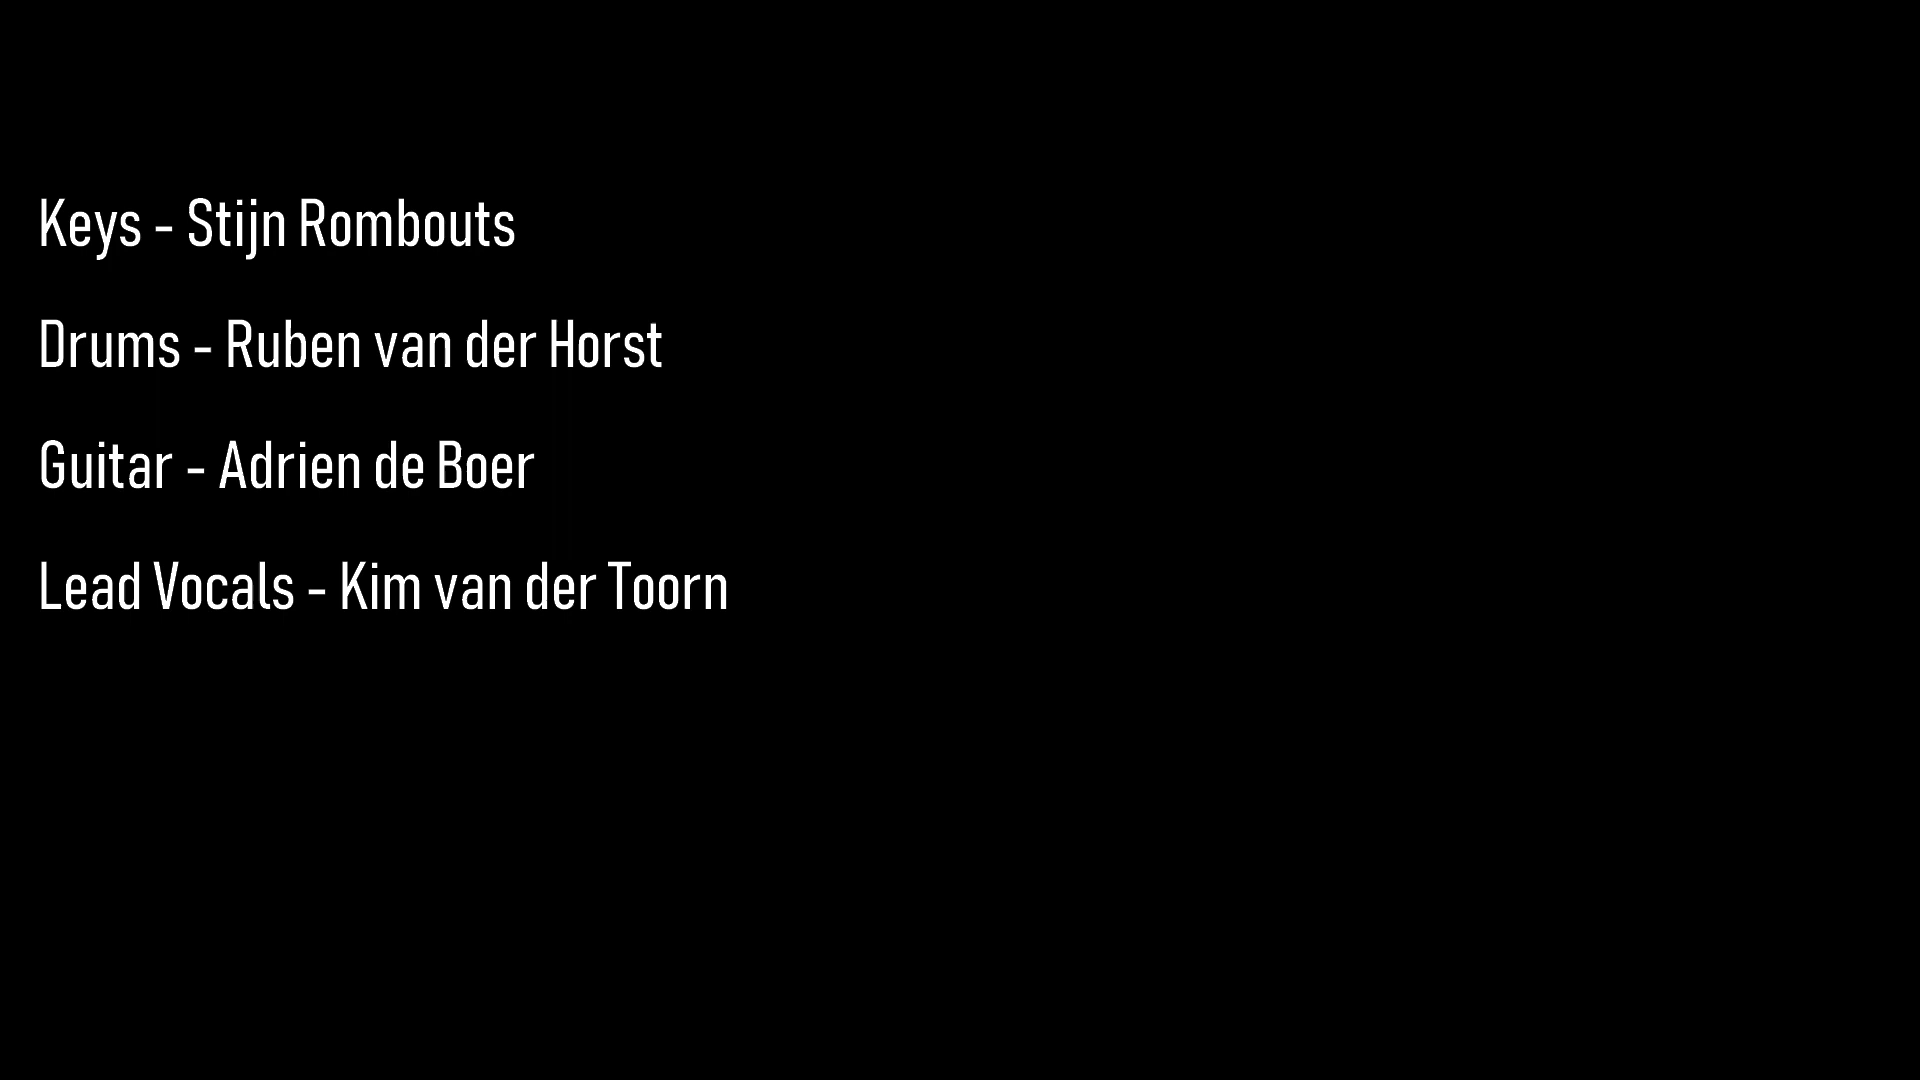 Keys - Stijn Rombouts
Drums - Ruben van der Horst
Guitar - Adrien de Boer
Lead Vocals - Kim van der Toorn